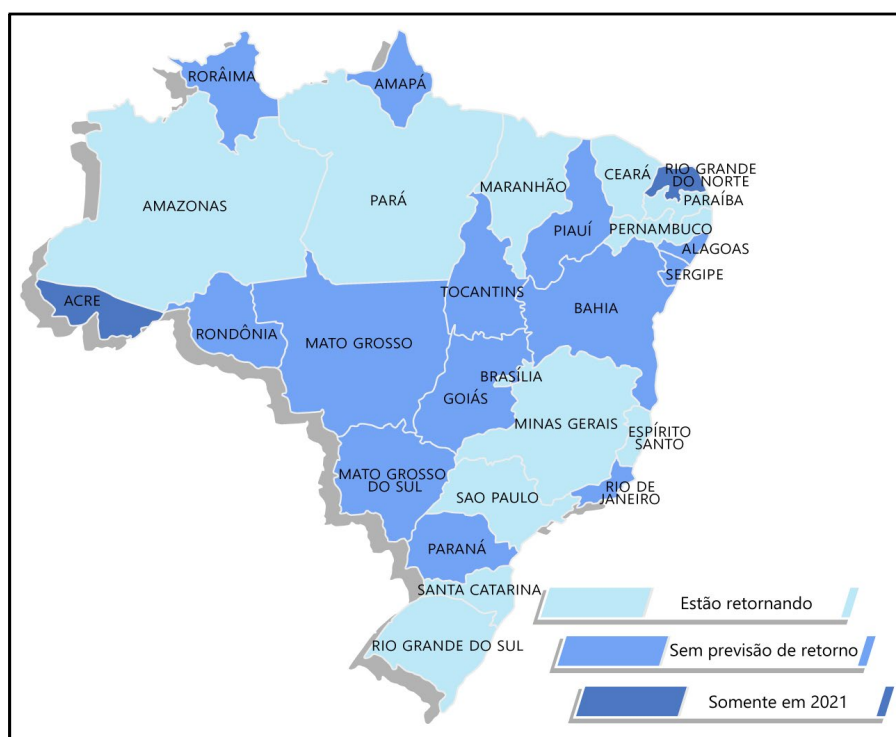 RORÂIMA
AMAPÁ
AMAZONAS
PARÁ
MARANHÃO
CEARÁ
RIO GRANDE
DO NORTE
PARAÍBA
PERNAMBUCO
PIAUÍ
ALAGOAS
SERGIPE
ACRE
RONDÔNIA
MATO GROSSO
TOCANTINS
BAHIA
BRASÍLIA
GOIÁS
MINAS GERAIS
ESPÍRITO
SANTO
MATO GROSSO
DO SUL
SAO PAULO
RIO DE
JANEIRO
PARANÁ
SANTA CATARINA
RIO GRANDE DO SUL
Estão retornando
Sem previsão de retorno
Somente em 2021